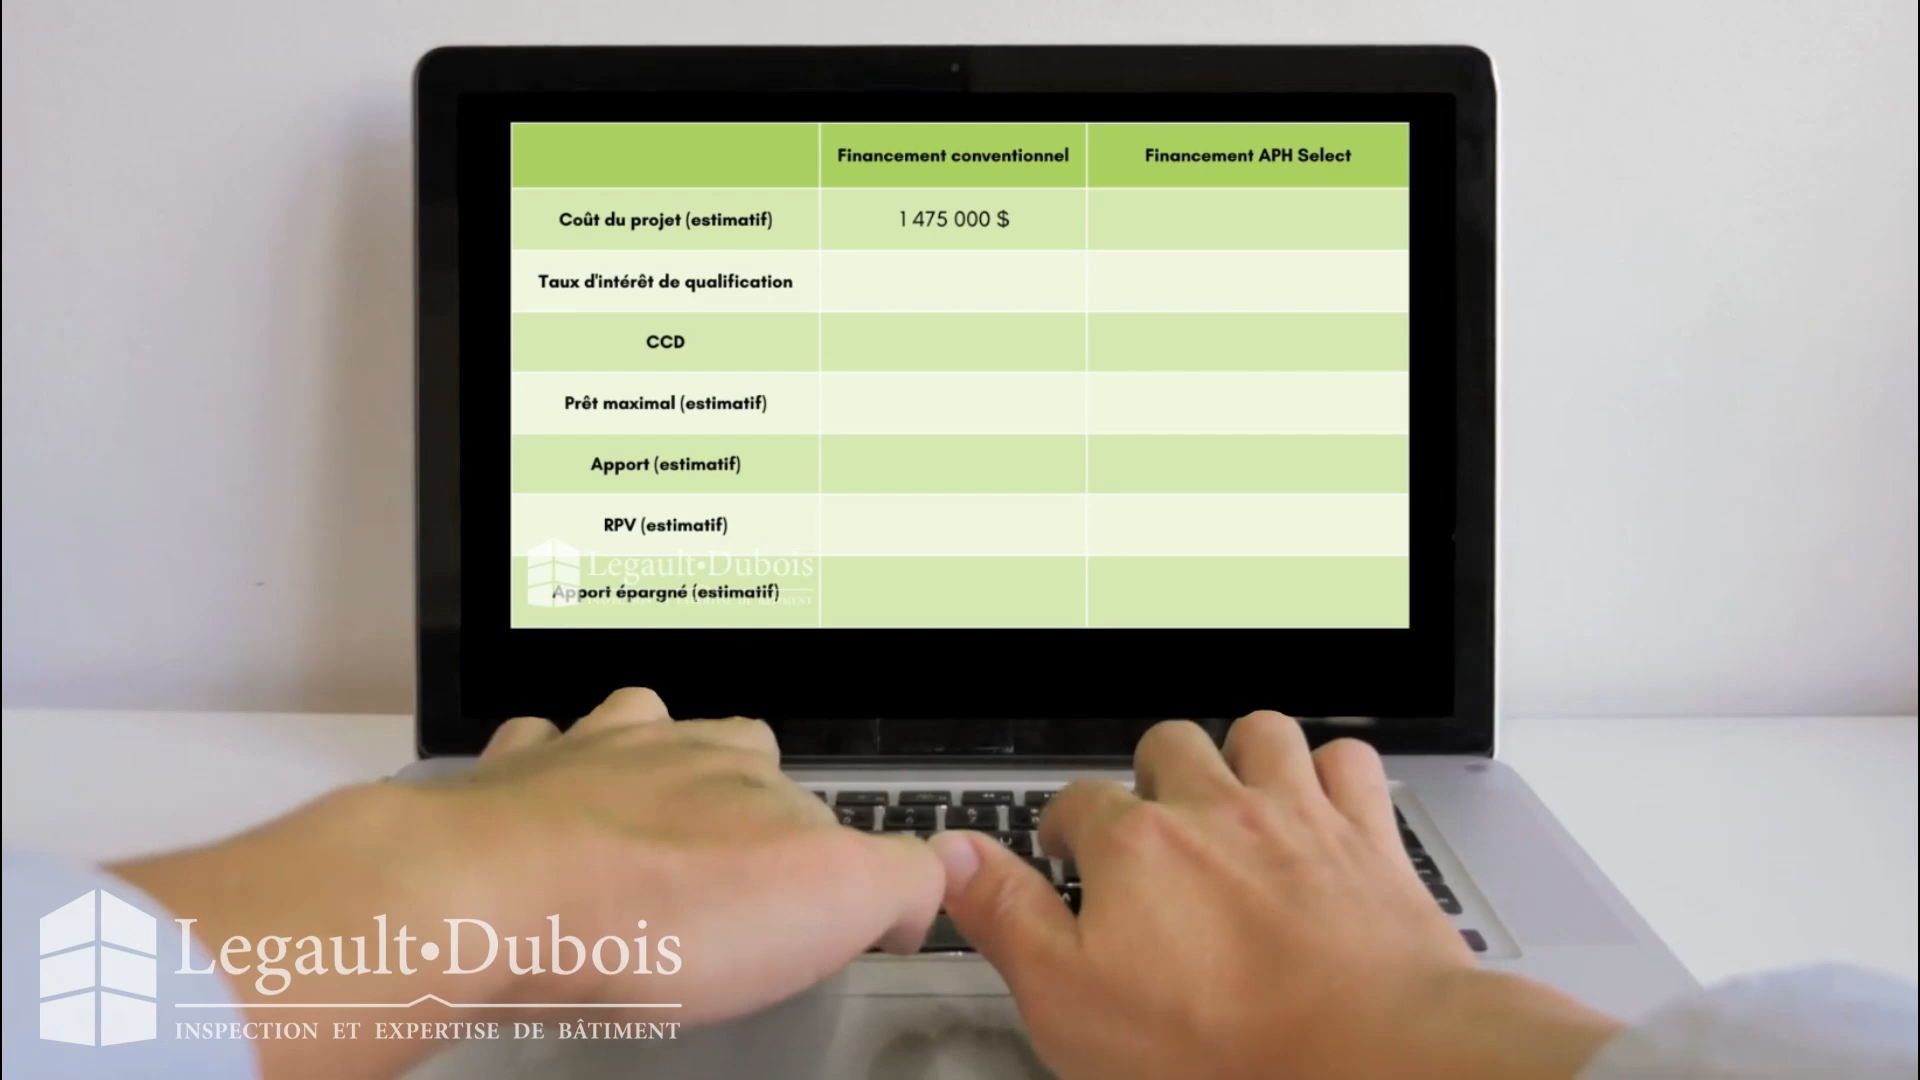 Financement conventionnel
Financement APH Select
Coût du projet (estimatif)
1 475 000 $
Taux d'intérêt de qualification
CCD
Prêt maximal (estimatif)
Apport (estimatif)
RPV (estimatif)
Legault•Dubois
Apport épargné (estimatif)
Legault•Dubois
INSPECTION ET EXPERTISE DE BÂTIMENT